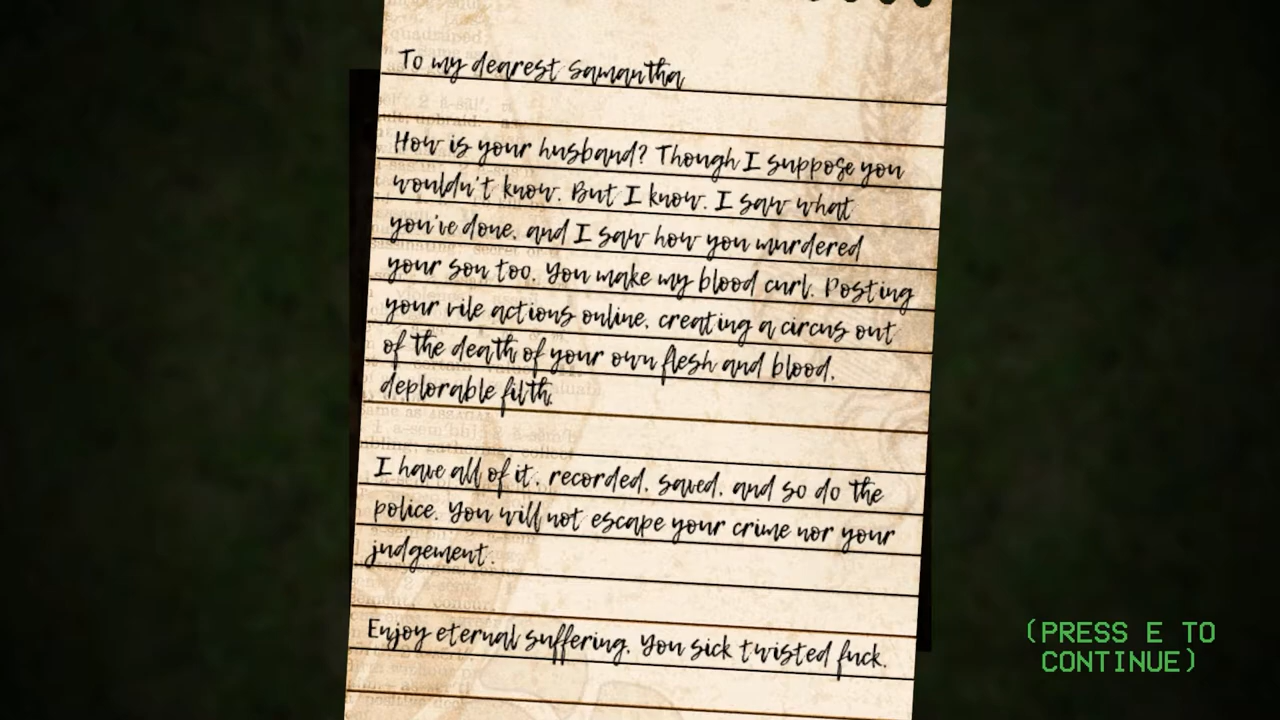 To my dearest Samantha
How is your husband? Though I suppose you
wouldn't know. But I know. I saw what
you've done, and I saw how you murdered
your son too. You make my blood curl. Posting
your vile actions online, creating a circus out
of the death of your own flesh and blood,
deplorable filth.
I have all of it, recorded, saved, and so do the
police. You will not escape your crime nor your
judgement.
Enjoy eternal suffering. You sick twisted fuck.
(PRESS E TO
CONTINUE)